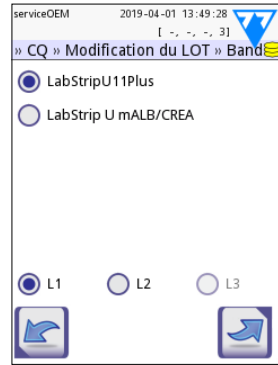 serviceOEM 2019-04-01 13:49:28
[ -, -, -, 3]
» CQ » Modification du LOT » Band
LabStripU11Plus
LabStrip U mALB/CREA
L1 L2 L3